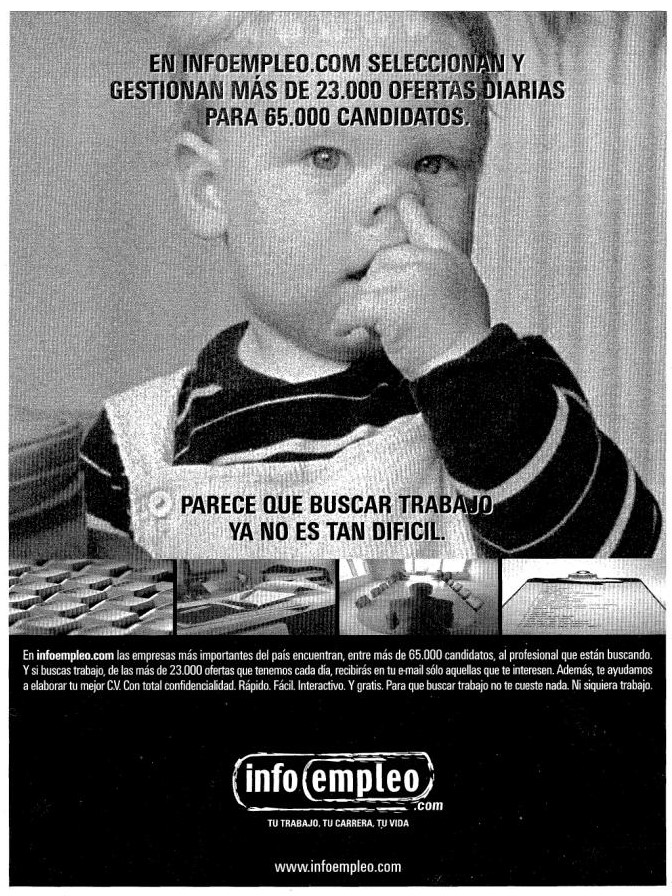 EN INFOEMPLEO.COM SELECCIONAN Y
GESTIONAN MÁS DE 23.000 OFERTAS DIARIAS
PARA 65.000 CANDIDATOS.
PARECE QUE BUSCAR TRABAJO
YA NO ES TAN DIFICIL.
En infoempleo.com las empresas más importantes del país encuentran, entre más de 65.000 candidatos, al profesional que están buscando.
Y si buscas trabajo, de las más de 23.000 ofertas que tenemos cada día, recibirás en tu e-mail sólo aquellas que te interesen. Además, te ayudamos
a elaborar tu mejor C.V. Con total confidencialidad. Rápido. Fácil. Interactivo. Y gratis. Para que buscar trabajo no te cueste nada. Ni siquiera trabajo.
infoempleo
.com
TU TRABAJO, TU CARRERA, TU VIDA
www.infoempleo.com